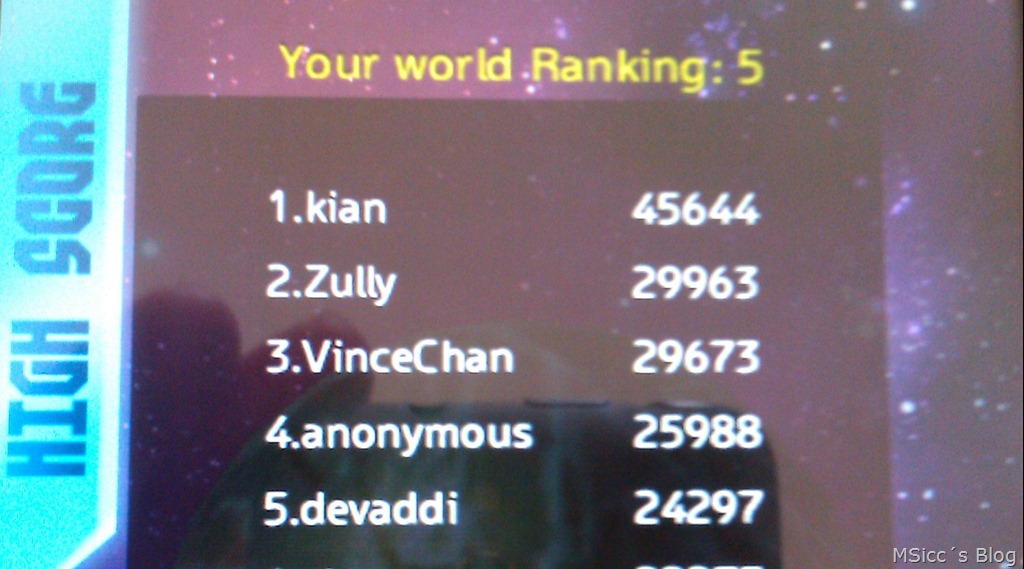 Your world Ranking: 5
HIGH SCORE
1.kian 45644
2.Zully 29963
3.VinceChan 29673
4.anonymous 25988
5.devaddi 24297
MSicc´s Blog